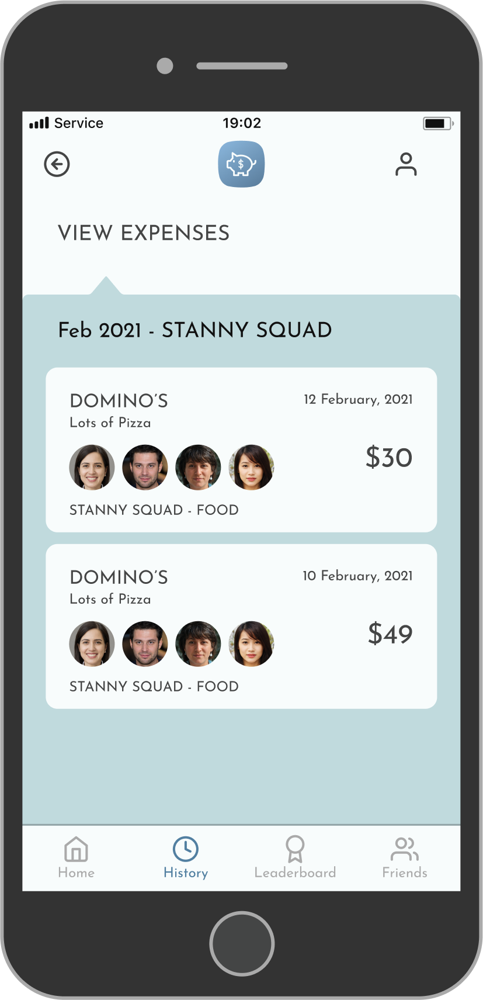 Service
19:02
$
VIEW EXPENSES
Feb 2021 - STANNY SQUAD
DOMINO’S
12 February, 2021
Lots of Pizza
$30
STANNY SQUAD - FOOD
DOMINO’S
10 February, 2021
Lots of Pizza
$49
STANNY SQUAD - FOOD
Home
History
Leaderboard
Friends